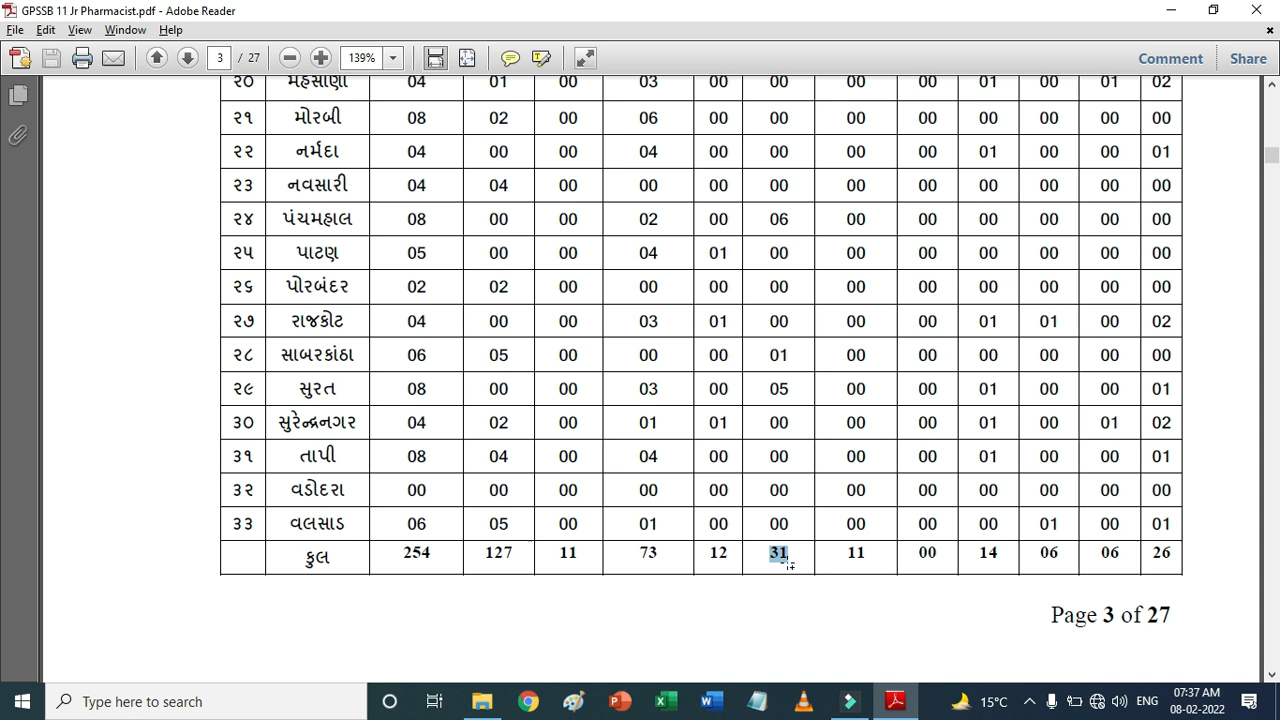 GPSSB 11 Jr Pharmacist.pdf - Adobe Reader
File Edit View Window Help
3 / 27 139% Comment Share
૨૦ મહેસાણા 04 01 00 03 00 00 00 00 01 00 01 02
૨૧ મોરબી 08 02 00 06 00 00 00 00 00 00 00 00
૨૨ નર્મદા 04 00 00 04 00 00 00 00 01 00 00 01
૨૩ નવસારી 04 04 00 00 00 00 00 00 00 00 00 00
૨૪ પંચમહાલ 08 00 00 02 00 06 00 00 00 00 00 00
૨૫ પાટણ 05 00 00 04 01 00 00 00 00 00 00 00
૨૬ પોરબંદર 02 02 00 00 00 00 00 00 00 00 00 00
૨૭ રાજકોટ 04 00 00 03 01 00 00 00 01 01 00 02
૨૮ સાબરકાંઠા 06 05 00 00 00 01 00 00 00 00 00 00
૨૯ સુરત 08 00 00 03 00 05 00 00 01 00 00 01
૩૦ સુરેન્દ્રનગર 04 02 00 01 01 00 00 00 01 00 01 02
૩૧ તાપી 08 04 00 04 00 00 00 00 01 00 00 01
૩૨ વડોદરા 00 00 00 00 00 00 00 00 00 00 00 00
૩૩ વલસાડ 06 05 00 01 00 00 00 00 00 01 00 01
કુલ 254 127 11 73 12 31 11 00 14 06 06 26
Page 3 of 27
Type here to search 15°C ENG 07:37 AM
08-02-2022